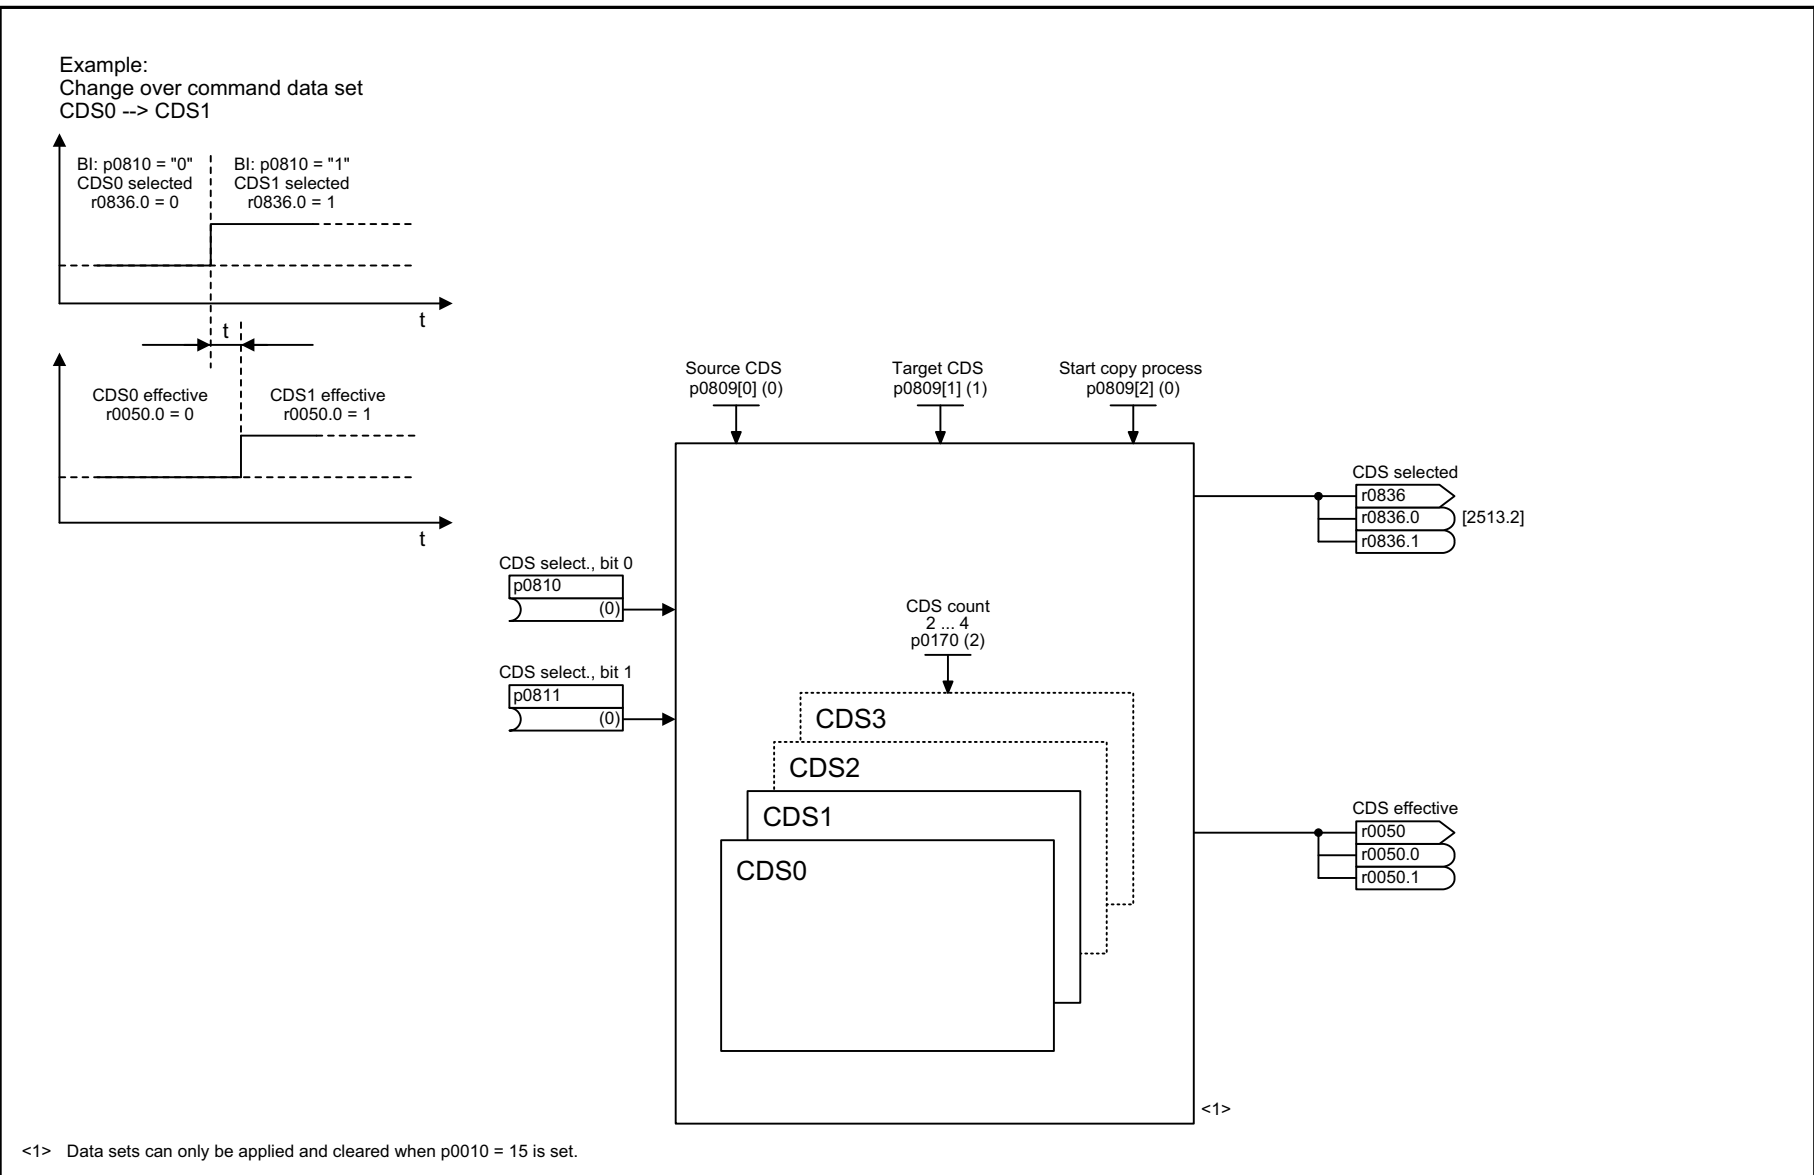 Example:
Change over command data set
CDS0 --> CDS1
BI: p0810 = "0"
CDS0 selected
r0836.0 = 0
BI: p0810 = "1"
CDS1 selected
r0836.0 = 1
t
t
CDS0 effective
r0050.0 = 0
CDS1 effective
r0050.0 = 1
t
Source CDS
p0809[0] (0)
Target CDS
p0809[1] (1)
Start copy process
p0809[2] (0)
CDS selected
r0836
r0836.0
[2513.2]
r0836.1
CDS select., bit 0
p0810
(0)
CDS select., bit 1
p0811
(0)
CDS count
2 ... 4
p0170 (2)
CDS3
CDS2
CDS1
CDS0
CDS effective
r0050
r0050.0
r0050.1
<1>
<1> Data sets can only be applied and cleared when p0010 = 15 is set.